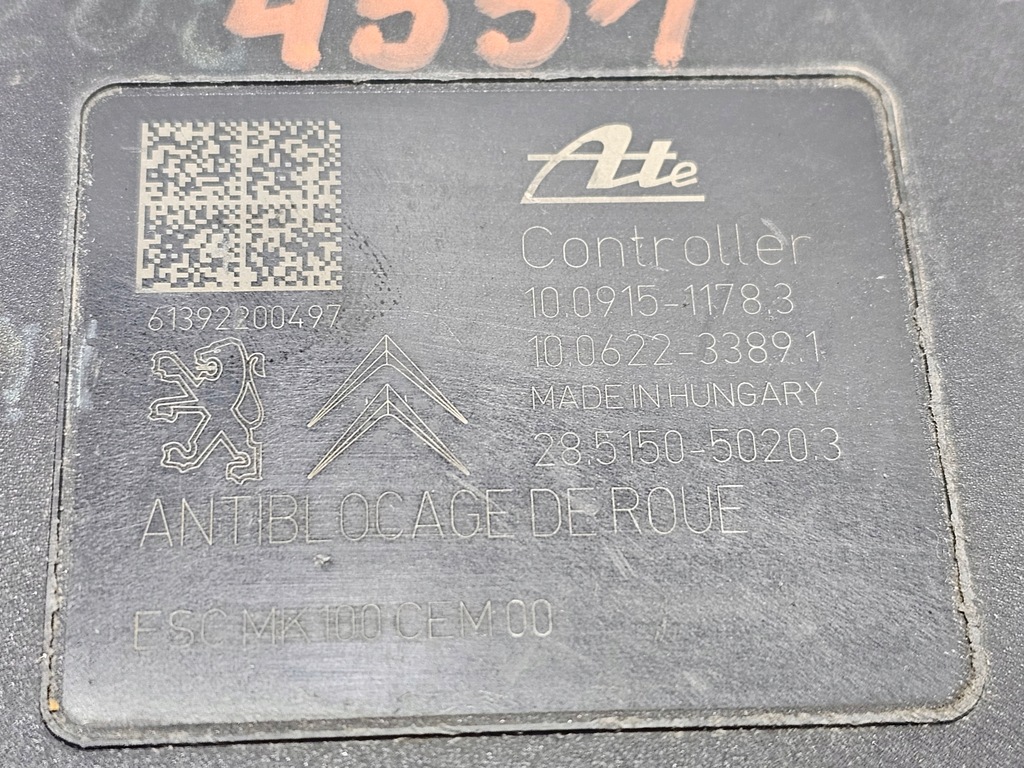 Ate
Controller
10.0915-1178.3
61392200497
10.0622-3389.1
MADE IN HUNGARY
28.5150-5020.3
ANTIBLOCAGE DE ROUE
ESC MK 100 CEM 00